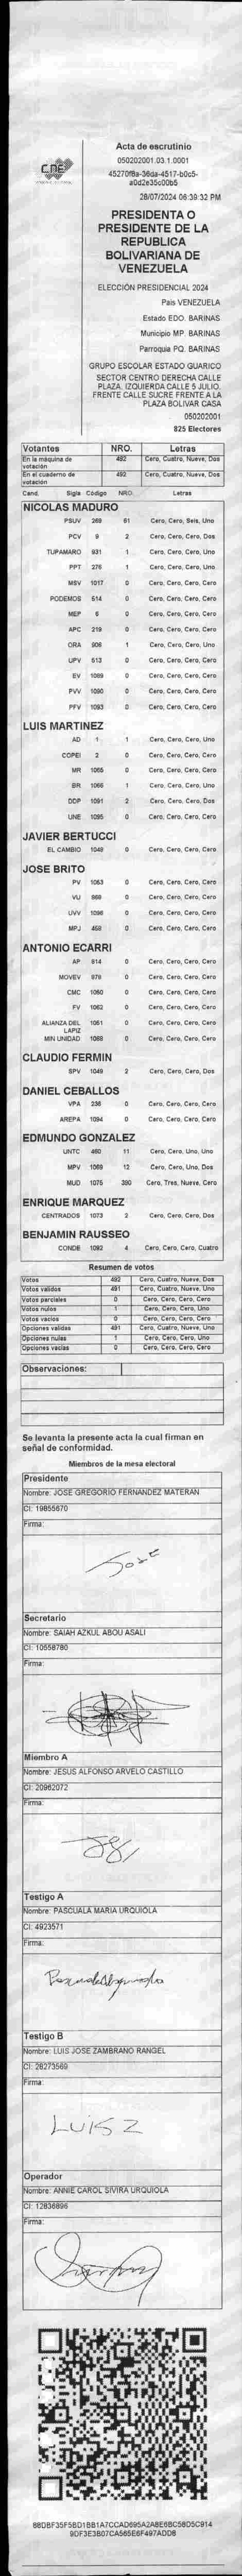 CNE
Acta de escrutinio
050202001.03.1.0001
28/07/2024 06:39:32 PM
PRESIDENTA O
PRESIDENTE DE LA
REPUBLICA
BOLIVARIANA DE
VENEZUELA
ELECCIÓN PRESIDENCIAL 2024
Pais VENEZUELA
Estado EDO. BARINAS
Municipio MP. BARINAS
Parroquia PQ. BARINAS
GRUPO ESCOLAR ESTADO GUARICO
SECTOR CENTRO DERECHA CALLE
PLAZA. IZQUIERDA CALLE 5 JULIO.
FRENTE CALLE SUCRE FRENTE A LA
PLAZA BOLIVAR CASA
050202001
825 Electores
Votantes NRO. Letras
En la máquina de votación 492 Cero, Cuatro, Nueve, Dos
En el cuaderno de votación 492 Cero, Cuatro, Nueve, Dos
Cand. Sigla Código NRO. Letras
NICOLAS MADURO
PSUV 269 61 Cero, Cero, Seis, Uno
PCV 9 2 Cero, Cero, Cero, Dos
TUPAMARO 931 1 Cero, Cero, Cero, Uno
PPT 276 1 Cero, Cero, Cero, Uno
MSV 1017 0 Cero, Cero, Cero, Cero
PODEMOS 514 0 Cero, Cero, Cero, Cero
MEP 6 0 Cero, Cero, Cero, Cero
APC 219 0 Cero, Cero, Cero, Cero
ORA 906 1 Cero, Cero, Cero, Uno
UPV 613 0 Cero, Cero, Cero, Cero
EV 1089 0 Cero, Cero, Cero, Cero
PVV 1090 0 Cero, Cero, Cero, Cero
PFV 1093 0 Cero, Cero, Cero, Cero
LUIS MARTINEZ
AD 1 1 Cero, Cero, Cero, Uno
COPEI 2 0 Cero, Cero, Cero, Cero
MR 1065 0 Cero, Cero, Cero, Cero
BR 1066 1 Cero, Cero, Cero, Uno
DDP 1091 2 Cero, Cero, Cero, Dos
UNE 1095 0 Cero, Cero, Cero, Cero
JAVIER BERTUCCI
EL CAMBIO 1048 0 Cero, Cero, Cero, Cero
JOSE BRITO
PV 1053 0 Cero, Cero, Cero, Cero
VU 868 0 Cero, Cero, Cero, Cero
UVV 1096 0 Cero, Cero, Cero, Cero
MPJ 458 0 Cero, Cero, Cero, Cero
ANTONIO ECARRI
AP 814 0 Cero, Cero, Cero, Cero
MOVEV 979 0 Cero, Cero, Cero, Cero
CMC 1050 0 Cero, Cero, Cero, Cero
FV 1052 0 Cero, Cero, Cero, Cero
ALIANZA DEL LAPIZ 1051 0 Cero, Cero, Cero, Cero
MIN UNIDAD 1088 0 Cero, Cero, Cero, Cero
CLAUDIO FERMIN
SPV 1049 2 Cero, Cero, Cero, Dos
DANIEL CEBALLOS
VPA 236 0 Cero, Cero, Cero, Cero
AREPA 1094 0 Cero, Cero, Cero, Cero
EDMUNDO GONZALEZ
UNTC 460 11 Cero, Cero, Uno, Uno
MPV 1069 12 Cero, Cero, Uno, Dos
MUD 1075 390 Cero, Tres, Nueve, Cero
ENRIQUE MARQUEZ
CENTRADOS 1073 2 Cero, Cero, Cero, Dos
BENJAMIN RAUSSEO
CONDE 1092 4 Cero, Cero, Cero, Cuatro
Resumen de votos
Votos 492 Cero, Cuatro, Nueve, Dos
Votos validos 491 Cero, Cuatro, Nueve, Uno
Votos parciales 0 Cero, Cero, Cero, Cero
Votos nulos 1 Cero, Cero, Cero, Uno
Votos vacios 0 Cero, Cero, Cero, Cero
Opciones validas 491 Cero, Cuatro, Nueve, Uno
Opciones nulas 1 Cero, Cero, Cero, Uno
Opciones vacias 0 Cero, Cero, Cero, Cero
Observaciones:
Se levanta la presente acta la cual firman en
señal de conformidad.
Miembros de la mesa electoral
Presidente
Nombre: JOSE GREGORIO FERNANDEZ MATERAN
CI: 19855670
Firma:
José
Secretario
Nombre: SAIAH AZKUL ABOU ASALI
CI: 10558780
Firma:
Miembro A
Nombre: JESUS ALFONSO ARVELO CASTILLO
CI: 20962072
Firma:
Testigo A
Nombre: PASCUALA MARIA URQUIOLA
CI: 4923571
Firma:
Testigo B
Nombre: LUIS JOSE ZAMBRANO RANGEL
CI: 26273569
Firma:
LUIS Z
Operador
Nombre: ANNIE CAROL SIVIRA URQUIOLA
CI: 12836896
Firma: